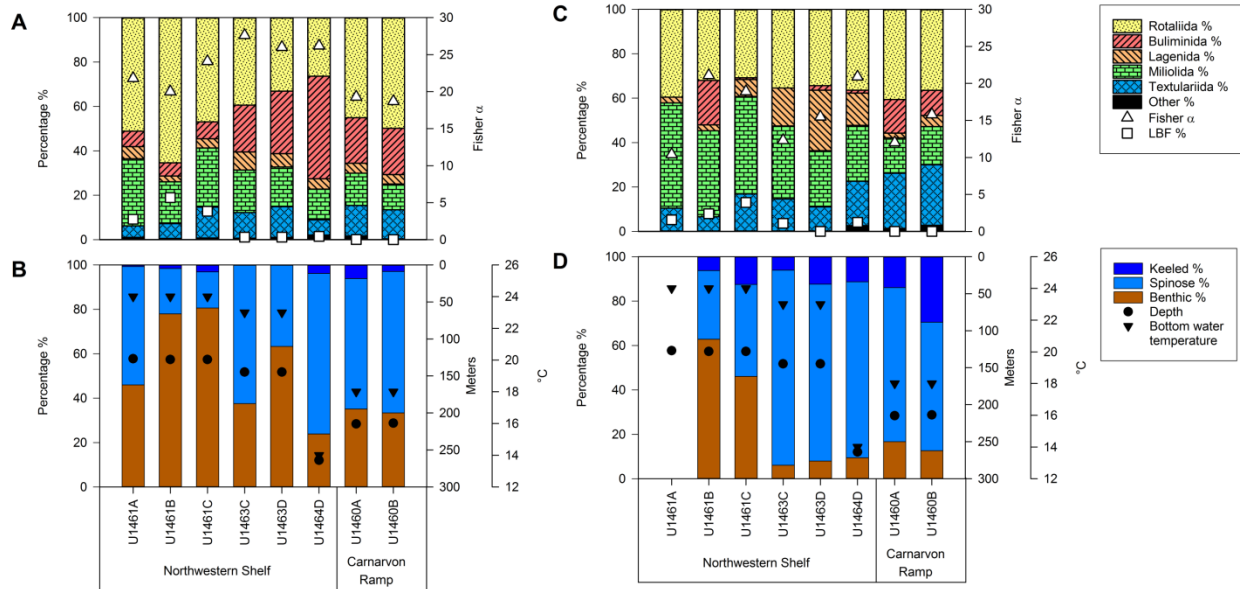 A
100
80
60
40
20
0
Percentage %
30
25
20
15
10
5
0
Fisher α
C
100
80
60
40
20
0
Percentage %
30
25
20
15
10
5
0
Fisher α
Rotaliida %
Buliminida %
Lagenida %
Miliolida %
Textulariida %
Other %
Fisher α
LBF %
B
100
80
60
40
20
0
Percentage %
0
50
100
150
200
250
300
Meters
26
24
22
20
18
16
14
12
°C
U1461A
U1461B
U1461C
U1463C
U1463D
U1464D
U1460A
U1460B
Northwestern Shelf
Carnarvon
Ramp
D
100
80
60
40
20
0
Percentage %
0
50
100
150
200
250
300
Meters
26
24
22
20
18
16
14
12
°C
U1461A
U1461B
U1461C
U1463C
U1463D
U1464D
U1460A
U1460B
Northwestern Shelf
Carnarvon
Ramp
Keeled %
Spinose %
Benthic %
Depth
Bottom water
temperature